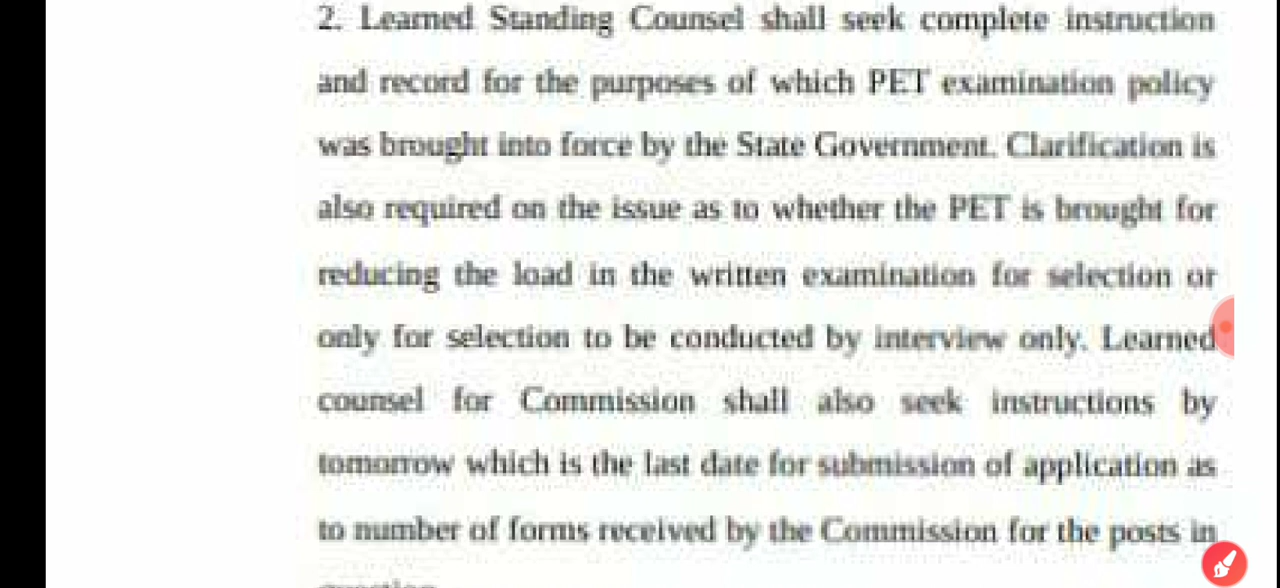 2. Learned Standing Counsel shall seek complete instruction
and record for the purposes of which PET examination policy
was brought into force by the State Government. Clarification is
also required on the issue as to whether the PET is brought for
reducing the load in the written examination for selection or
only for selection to be conducted by interview only. Learned
counsel for Commission shall also seek instructions by
tomorrow which is the last date for submission of application as
to number of forms received by the Commission for the posts in